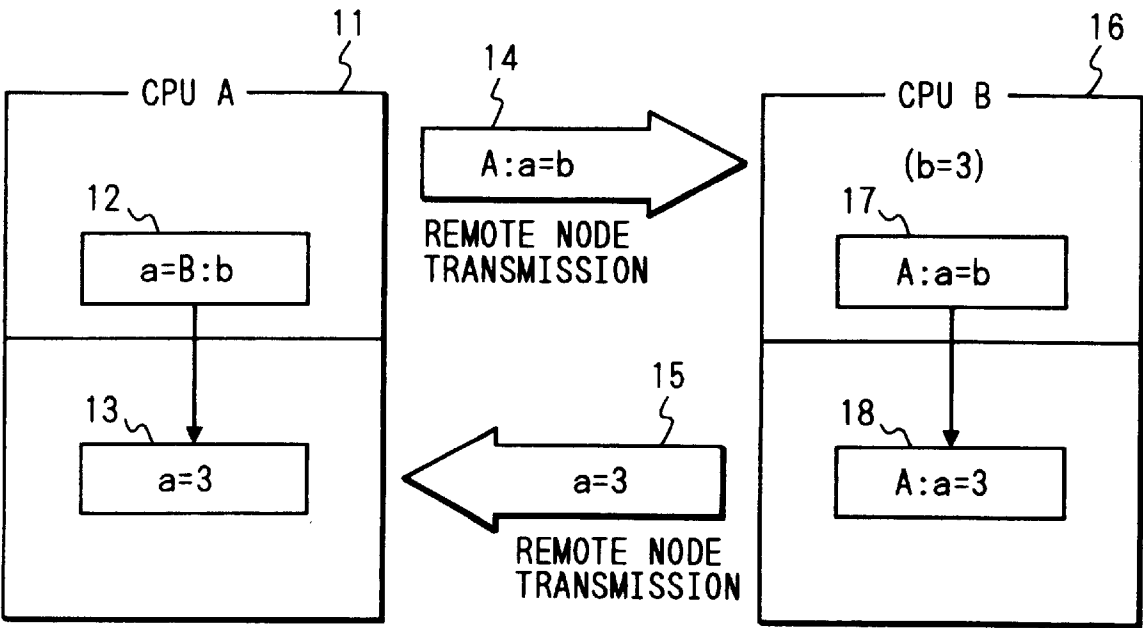 11
CPU A
12
a=B:b
13
a=3
14
A:a=b
REMOTE NODE
TRANSMISSION
15
a=3
REMOTE NODE
TRANSMISSION
16
CPU B
(b=3)
17
A:a=b
18
A:a=3